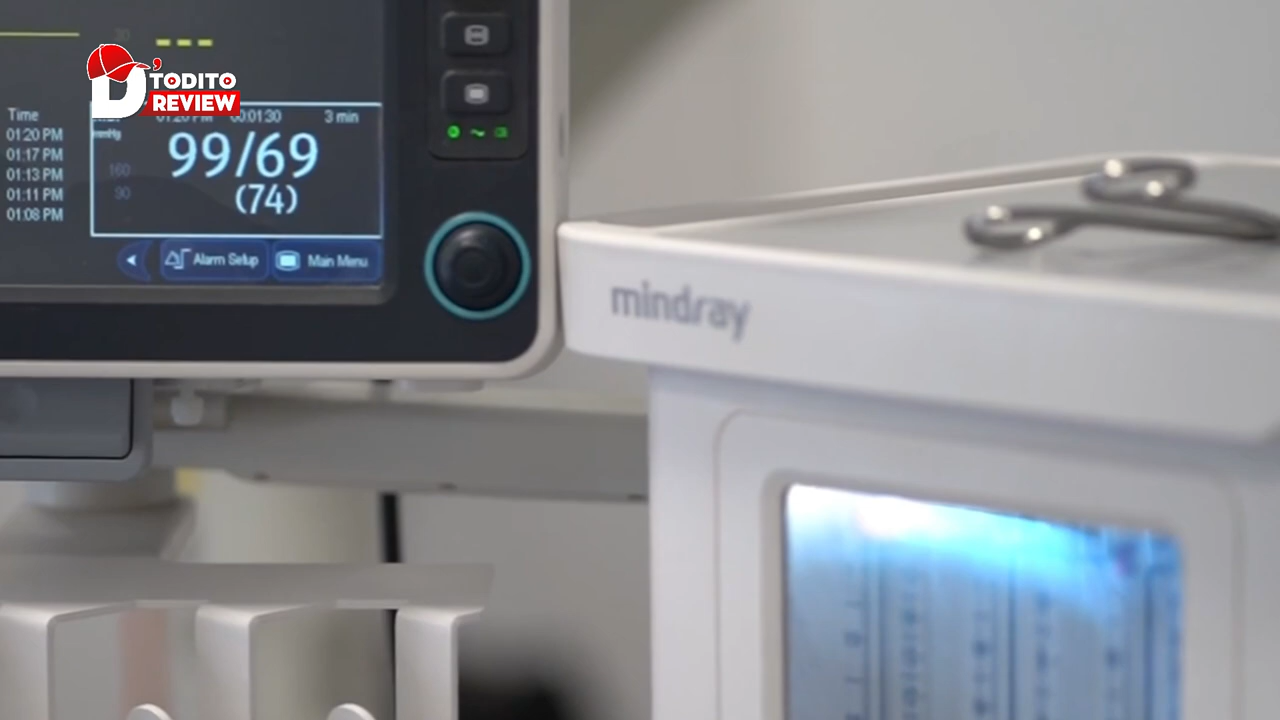 D'TODITO
REVIEW
Time
01:20 PM
01:17 PM
01:13 PM
01:11 PM
01:08 PM
01:20 PM 00:01:30 3 min
mmHg
160
90
99/69
(74)
Alarm Setup
Main Menu
mindray